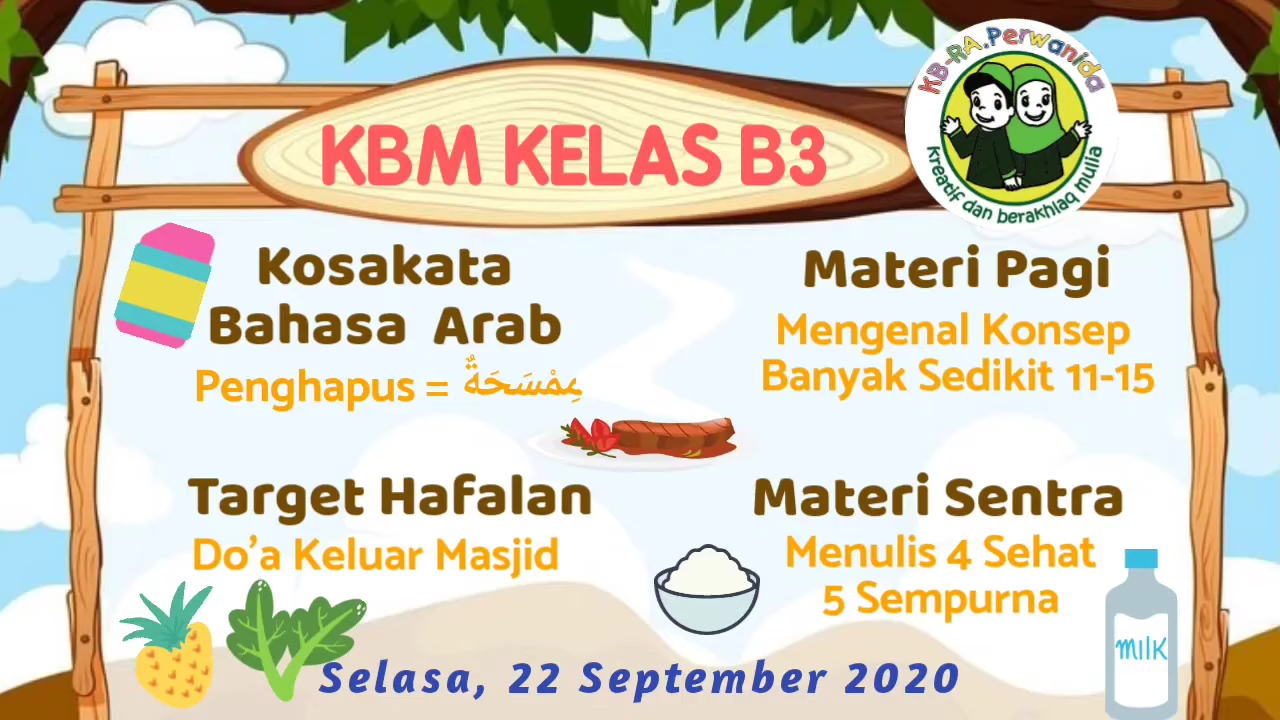 KBM KELAS B3
KB-RA.Perwanida
Kreatif dan berakhlaq mulia
Kosakata
Bahasa Arab
Penghapus = مِمْسَحَةٌ
Materi Pagi
Mengenal Konsep
Banyak Sedikit 11-15
Target Hafalan
Do'a Keluar Masjid
Materi Sentra
Menulis 4 Sehat
5 Sempurna
milk
Selasa, 22 September 2020